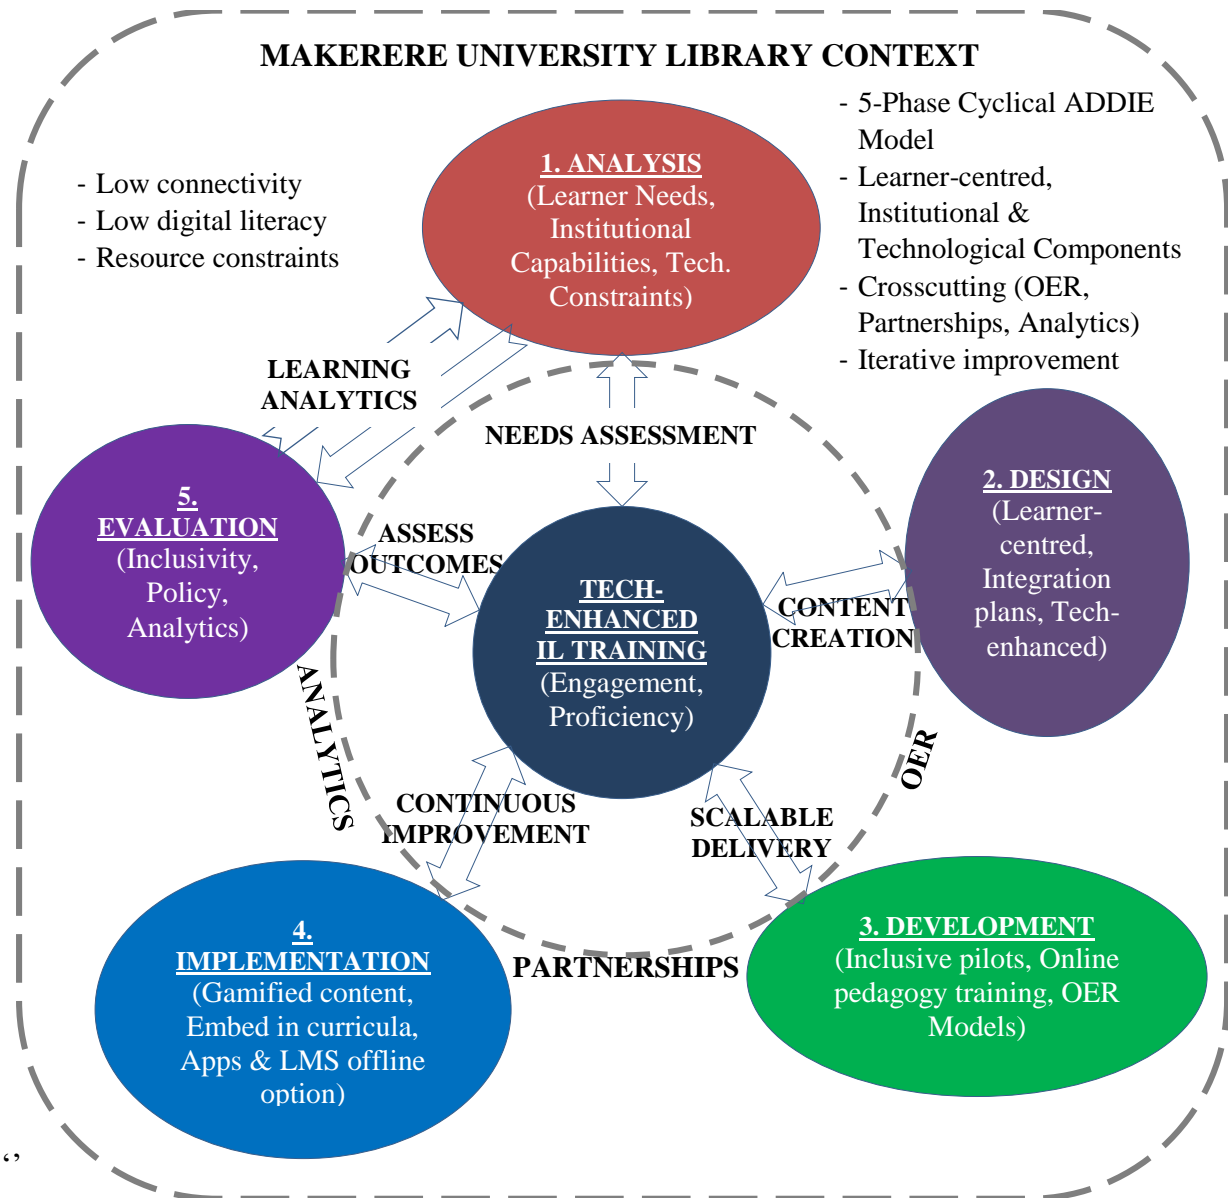 MAKERERE UNIVERSITY LIBRARY CONTEXT
- Low connectivity
- Low digital literacy
- Resource constraints
1. ANALYSIS
(Learner Needs,
Institutional
Capabilities, Tech.
Constraints)
- 5-Phase Cyclical ADDIE
Model
- Learner-centred,
Institutional &
Technological Components
- Crosscutting (OER,
Partnerships, Analytics)
- Iterative improvement
LEARNING
ANALYTICS
NEEDS ASSESSMENT
5.
EVALUATION
(Inclusivity,
Policy,
Analytics)
ASSESS
OUTCOMES
TECH-
ENHANCED
IL TRAINING
(Engagement,
Proficiency)
CONTENT
CREATION
2. DESIGN
(Learner-
centred,
Integration
plans, Tech-
enhanced)
ANALYTICS
OER
CONTINUOUS
IMPROVEMENT
SCALABLE
DELIVERY
4.
IMPLEMENTATION
(Gamified content,
Embed in curricula,
Apps & LMS offline
option)
PARTNERSHIPS
3. DEVELOPMENT
(Inclusive pilots, Online
pedagogy training, OER
Models)
‘’